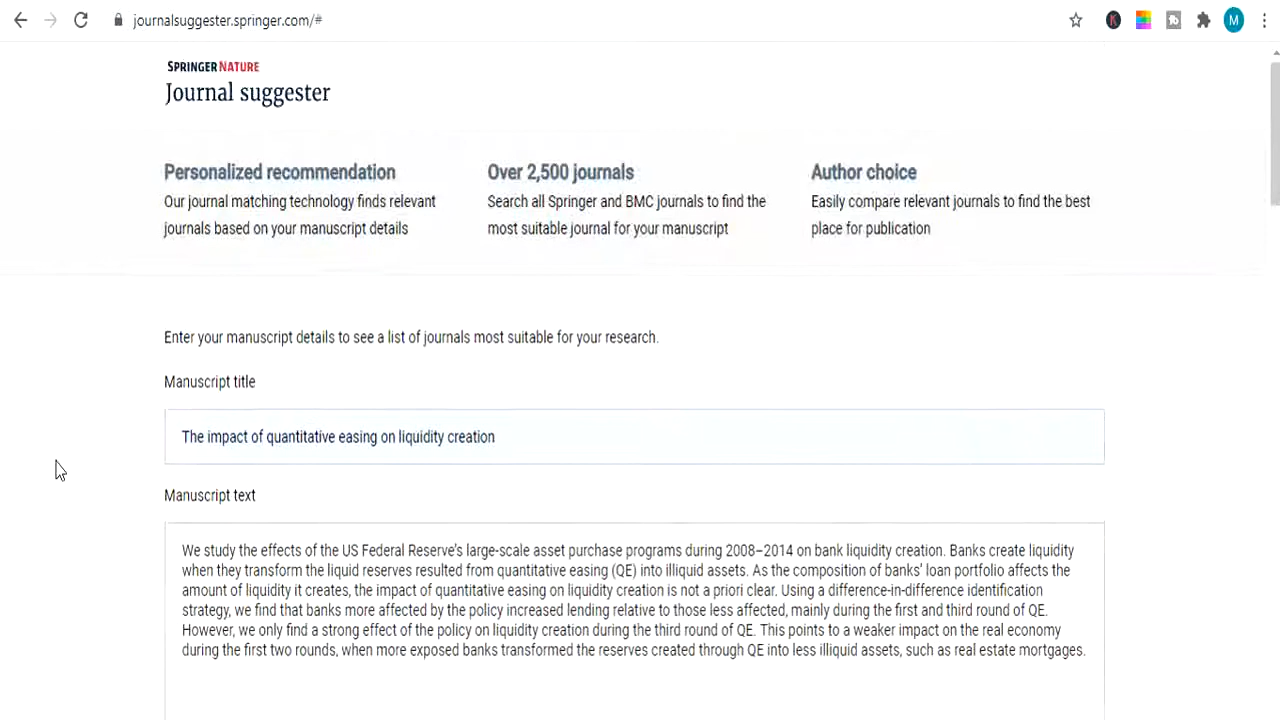 journalsuggester.springer.com/#
M
SPRINGER NATURE
Journal suggester
Personalized recommendation
Our journal matching technology finds relevant
journals based on your manuscript details
Over 2,500 journals
Search all Springer and BMC journals to find the
most suitable journal for your manuscript
Author choice
Easily compare relevant journals to find the best
place for publication
Enter your manuscript details to see a list of journals most suitable for your research.
Manuscript title
The impact of quantitative easing on liquidity creation
Manuscript text
We study the effects of the US Federal Reserve's large-scale asset purchase programs during 2008–2014 on bank liquidity creation. Banks create liquidity
when they transform the liquid reserves resulted from quantitative easing (QE) into illiquid assets. As the composition of banks' loan portfolio affects the
amount of liquidity it creates, the impact of quantitative easing on liquidity creation is not a priori clear. Using a difference-in-difference identification
strategy, we find that banks more affected by the policy increased lending relative to those less affected, mainly during the first and third round of QE.
However, we only find a strong effect of the policy on liquidity creation during the third round of QE. This points to a weaker impact on the real economy
during the first two rounds, when more exposed banks transformed the reserves created through QE into less illiquid assets, such as real estate mortgages.